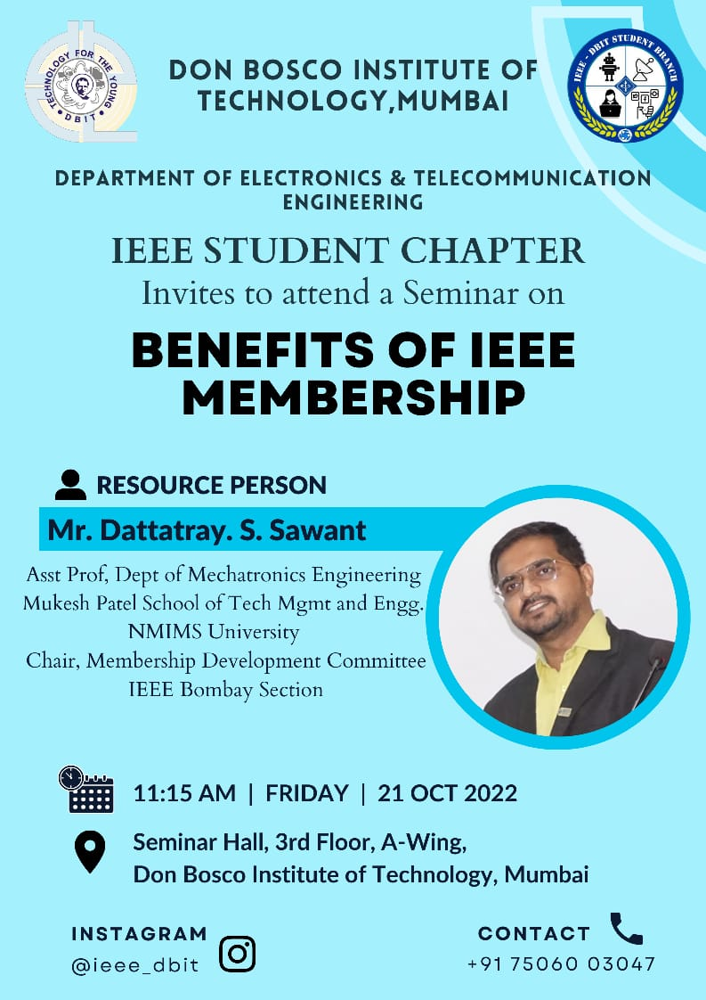 TECHNOLOGY FOR THE YOUNG
• DBIT •
IEEE - DBIT STUDENT BRANCH
DON BOSCO INSTITUTE OF
TECHNOLOGY,MUMBAI
DEPARTMENT OF ELECTRONICS & TELECOMMUNICATION
ENGINEERING
IEEE STUDENT CHAPTER
Invites to attend a Seminar on
BENEFITS OF IEEE
MEMBERSHIP
RESOURCE PERSON
Mr. Dattatray. S. Sawant
Asst Prof, Dept of Mechatronics Engineering
Mukesh Patel School of Tech Mgmt and Engg.
NMIMS University
Chair, Membership Development Committee
IEEE Bombay Section
11:15 AM | FRIDAY | 21 OCT 2022
Seminar Hall, 3rd Floor, A-Wing,
Don Bosco Institute of Technology, Mumbai
INSTAGRAM
@ieee_dbit
CONTACT
+91 75060 03047